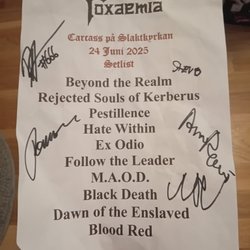 Toxaemia
Carcass på Slaktkyrkan
24 Juni 2025
Setlist
Beyond the Realm
Rejected Souls of Kerberus
Pestillence
Hate Within
Ex Odio
Follow the Leader
M.A.O.D.
Black Death
Dawn of the Enslaved
Blood Red